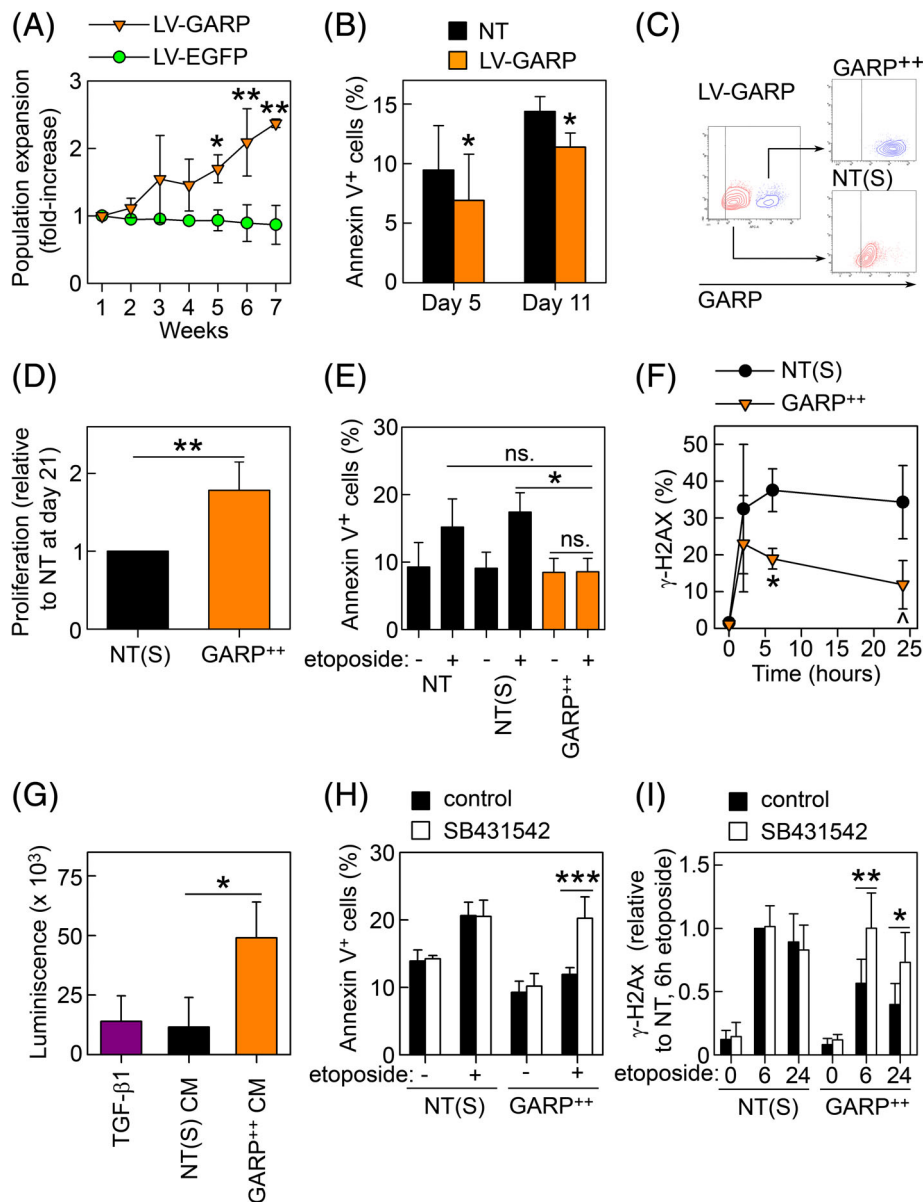 (A)
LV-GARP
LV-EGFP
Population expansion
(fold-increase)
3
2
1
0
*
**
**
1 2 3 4 5 6 7
Weeks
(B)
NT
LV-GARP
Annexin V+ cells (%)
15
10
5
0
*
*
Day 5 Day 11
(C)
GARP++
LV-GARP
NT(S)
GARP
(D)
Proliferation (relative
to NT at day 21)
2
1
0
**
NT(S) GARP++
(E)
Annexin V+ cells (%)
30
20
10
0
ns.
*
ns.
etoposide: - + - + - +
NT
NT(S)
GARP++
(F)
NT(S)
GARP++
γ-H2AX (%)
50
40
30
20
10
0
*
^
0 5 10 15 20 25
Time (hours)
(G)
Luminiscence (x 10³)
75
50
25
0
*
TGF-β1
NT(S) CM
GARP++ CM
(H)
control
SB431542
Annexin V+ cells (%)
30
20
10
0
***
etoposide: - + - +
NT(S) GARP++
(I)
control
SB431542
γ-H2Ax (relative
to NT, 6h etoposide)
1.5
1.0
0.5
0
**
*
etoposide: 0 6 24 0 6 24
NT(S) GARP++